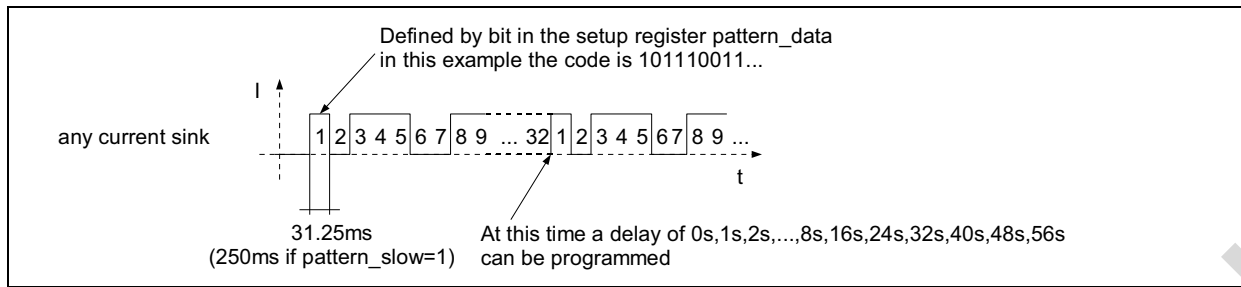 Defined by bit in the setup register pattern_data
in this example the code is 101110011...
I
any current sink
1 2 3 4 5 6 7 8 9 ... 32 1 2 3 4 5 6 7 8 9 ...
t
31.25ms
(250ms if pattern_slow=1)
At this time a delay of 0s,1s,2s,...,8s,16s,24s,32s,40s,48s,56s
can be programmed